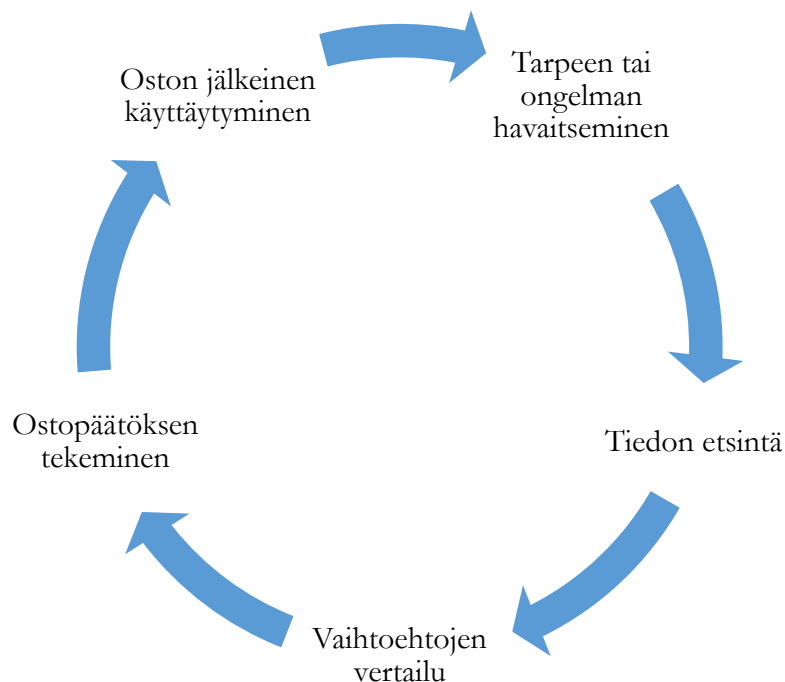 Oston jälkeinen
käyttäytyminen
Tarpeen tai
ongelman
havaitseminen
Tiedon etsintä
Vaihtoehtojen
vertailu
Ostopäätöksen
tekeminen